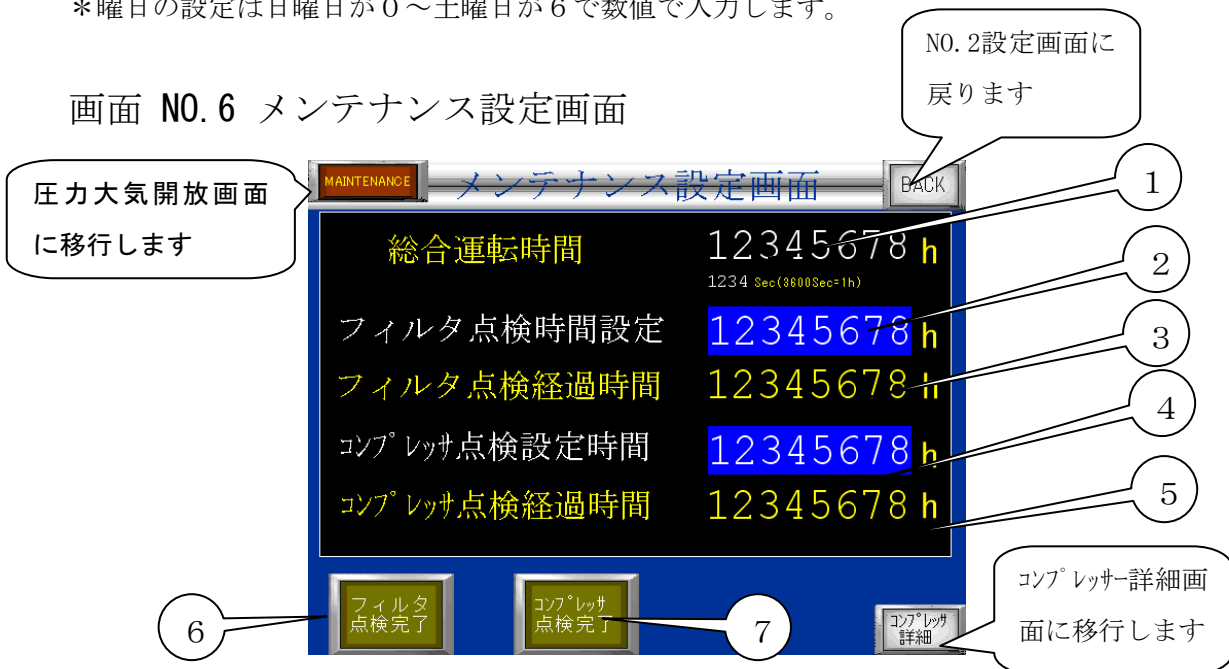 ＊曜日の設定は日曜日が０～土曜日が６で数値で入力します。
NO.2設定画面に
戻ります
画面 NO.6 メンテナンス設定画面
圧力大気開放画面
に移行します
MAINTENANCE
メンテナンス設定画面
BACK
1
総合運転時間 12345678 h
1234 Sec(3600Sec=1h)
2
フィルタ点検時間設定 12345678 h
3
フィルタ点検経過時間 12345678 h
4
ｺﾝﾌﾟﾚｯｻ点検設定時間 12345678 h
5
ｺﾝﾌﾟﾚｯｻ点検経過時間 12345678 h
ｺﾝﾌﾟﾚｯｻｰ詳細画
面に移行します
6
フィルタ
点検完了
ｺﾝﾌﾟﾚｯｻ
点検完了
7
ｺﾝﾌﾟﾚｯｻ
詳細